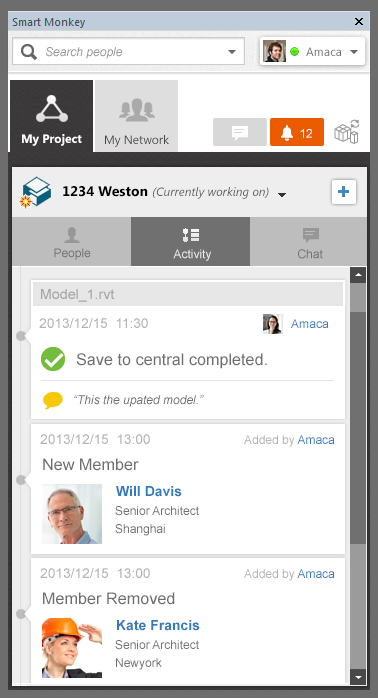 Smart Monkey
Search people
Amaca
My Project
My Network
12
1234 Weston (Currently working on)
People
Activity
Chat
Model_1.rvt
2013/12/15 11:30
Amaca
Save to central completed.
“This the upated model.”
2013/12/15 13:00
Added by Amaca
New Member
Will Davis
Senior Architect
Shanghai
2013/12/15 13:00
Added by Amaca
Member Removed
Kate Francis
Senior Architect
Newyork